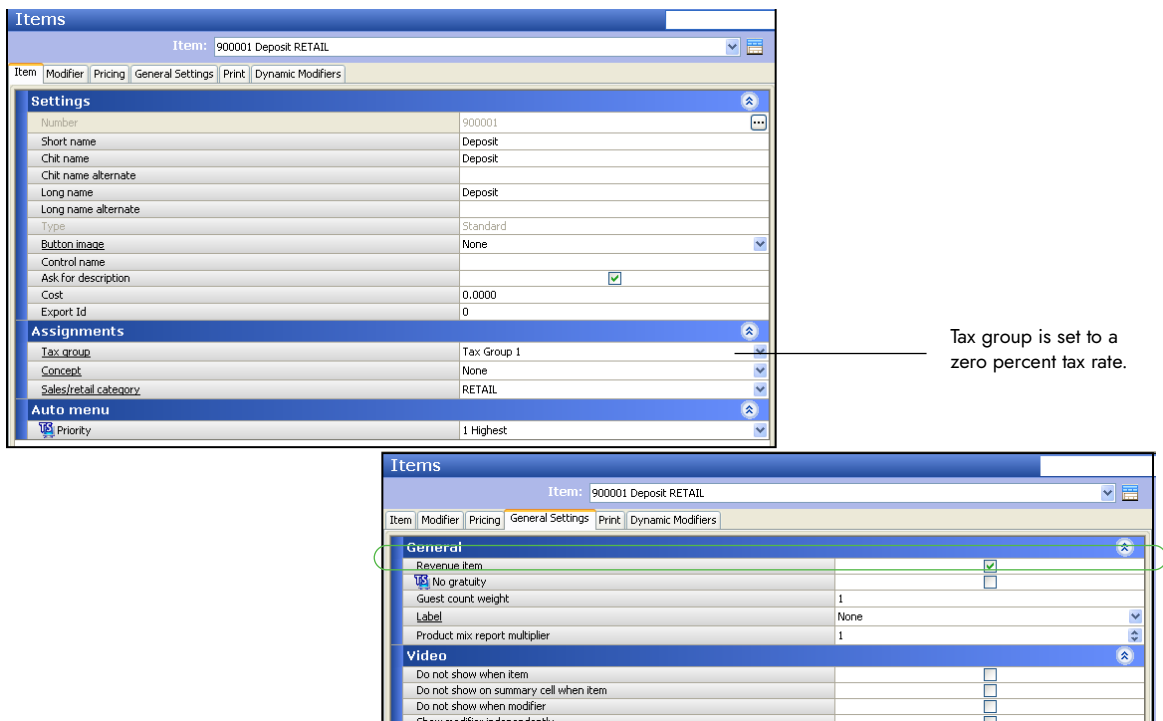 Items
Item: 900001 Deposit RETAIL
Item Modifier Pricing General Settings Print Dynamic Modifiers
Settings
Number 900001
Short name Deposit
Chit name Deposit
Chit name alternate
Long name Deposit
Long name alternate
Type Standard
Button image None
Control name
Ask for description
Cost 0.0000
Export Id 0
Assignments
Tax group Tax Group 1
Concept None
Sales/retail category RETAIL
Auto menu
Priority 1 Highest
Tax group is set to a
zero percent tax rate.
Items
Item: 900001 Deposit RETAIL
Item Modifier Pricing General Settings Print Dynamic Modifiers
General
Revenue item
No gratuity
Guest count weight 1
Label None
Product mix report multiplier 1
Video
Do not show when item
Do not show on summary cell when item
Do not show when modifier
Show modifier independently